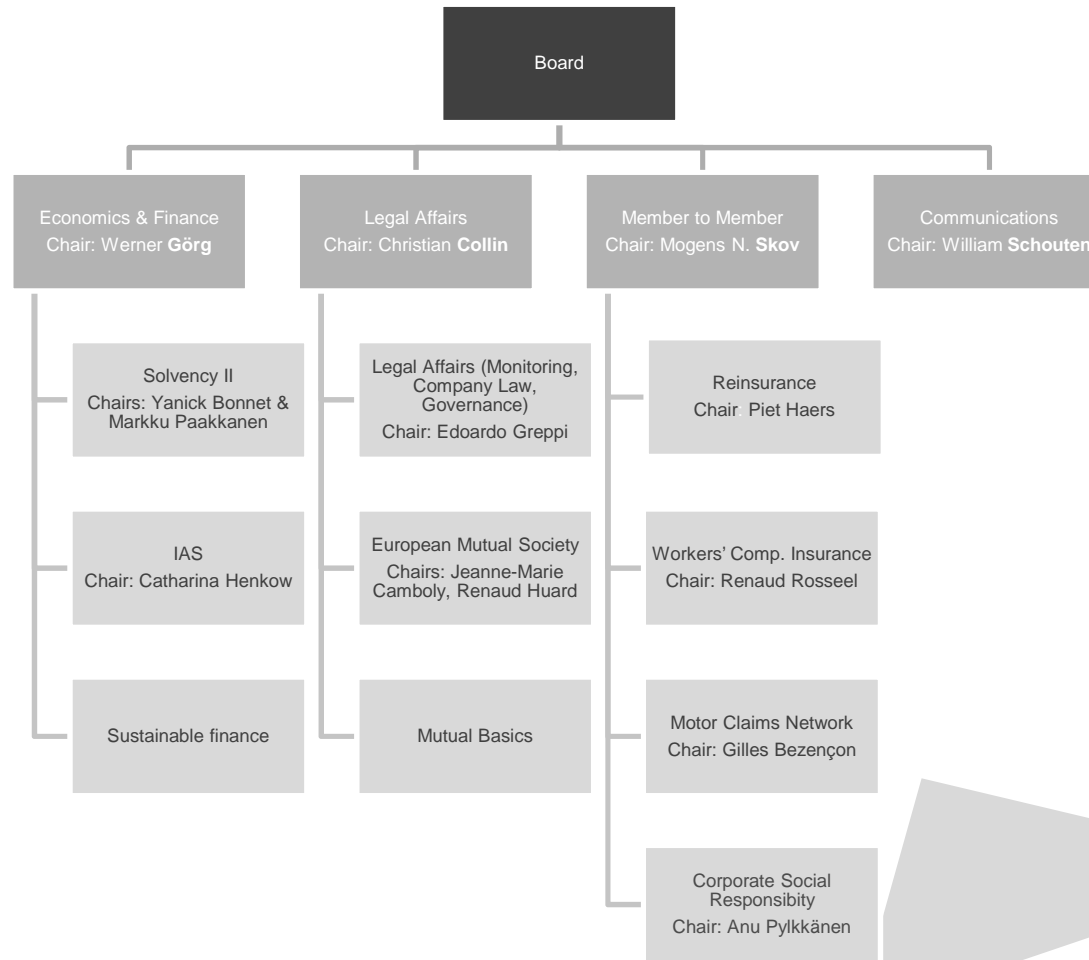 Board
Economics & Finance
Chair: Werner Görg
Legal Affairs
Chair: Christian Collin
Member to Member
Chair: Mogens N. Skov
Communications
Chair: William Schouten
Solvency II
Chairs: Yanick Bonnet &
Markku Paakkanen
IAS
Chair: Catharina Henkow
Sustainable finance
Legal Affairs (Monitoring,
Company Law,
Governance)
Chair: Edoardo Greppi
European Mutual Society
Chairs: Jeanne-Marie
Camboly, Renaud Huard
Mutual Basics
Reinsurance
Chair: Piet Haers
Workers’ Comp. Insurance
Chair: Renaud Rosseel
Motor Claims Network
Chair: Gilles Bezençon
Corporate Social
Responsibity
Chair: Anu Pylkkänen